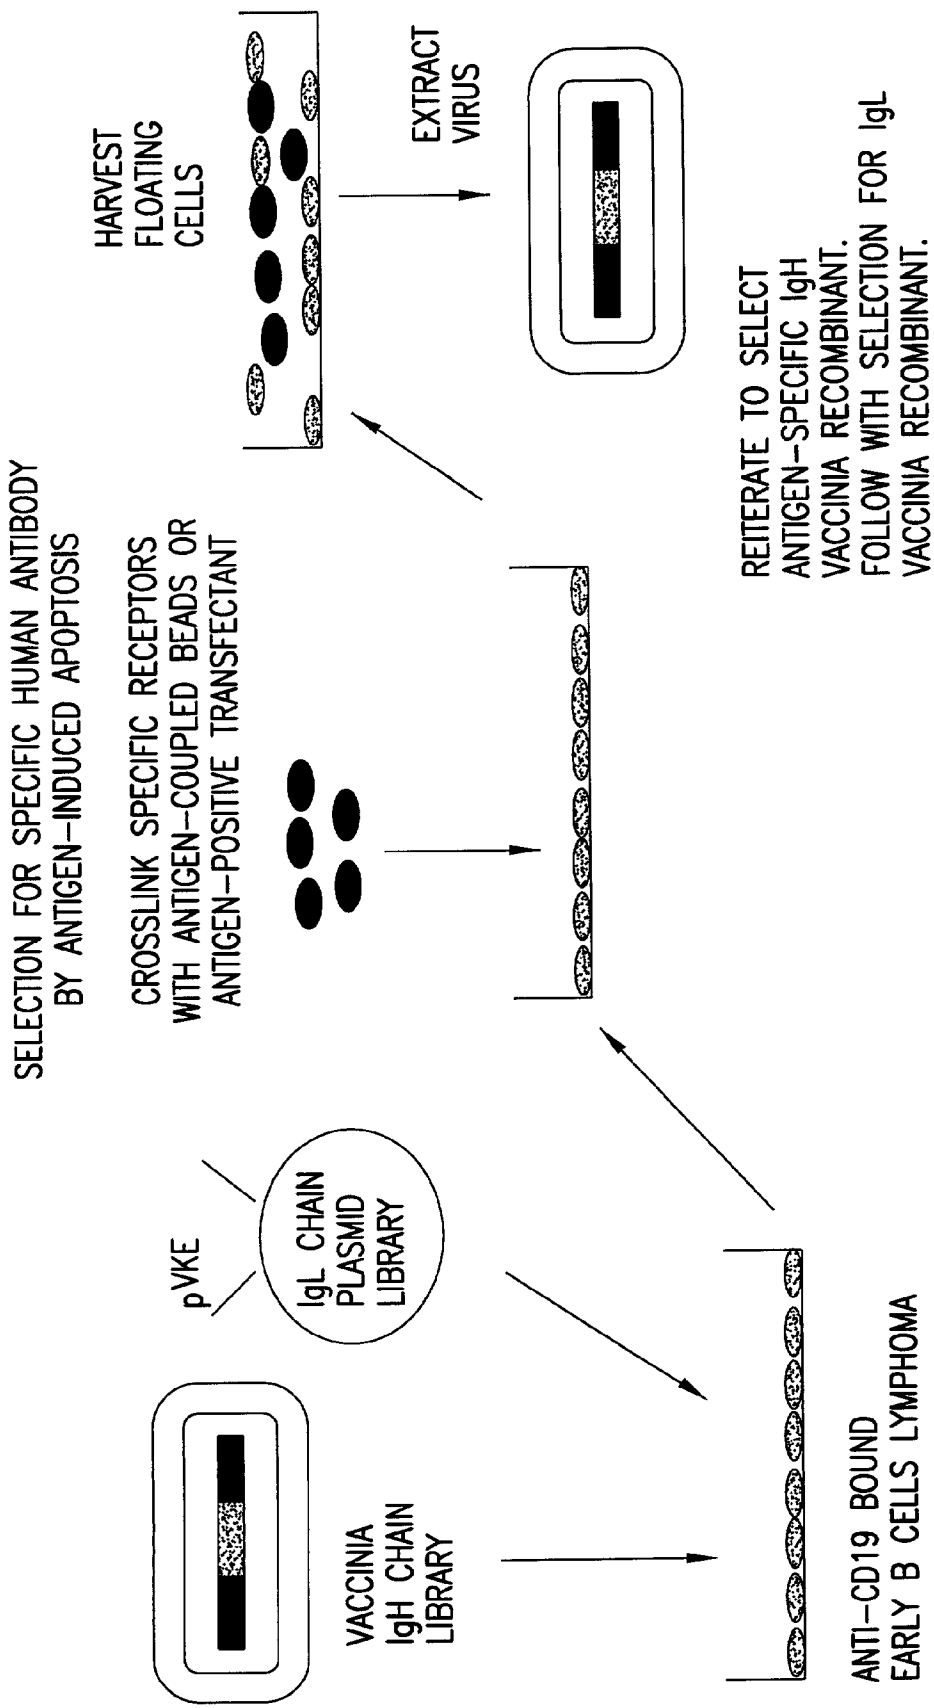 SELECTION FOR SPECIFIC HUMAN ANTIBODY
BY ANTIGEN-INDUCED APOPTOSIS
VACCINIA
IgH CHAIN
LIBRARY
pVKE
IgL CHAIN
PLASMID
LIBRARY
ANTI-CD19 BOUND
EARLY B CELLS LYMPHOMA
CROSSLINK SPECIFIC RECEPTORS
WITH ANTIGEN-COUPLED BEADS OR
ANTIGEN-POSITIVE TRANSFECTANT
HARVEST
FLOATING
CELLS
EXTRACT
VIRUS
REITERATE TO SELECT
ANTIGEN-SPECIFIC IgH
VACCINIA RECOMBINANT.
FOLLOW WITH SELECTION FOR IgL
VACCINIA RECOMBINANT.